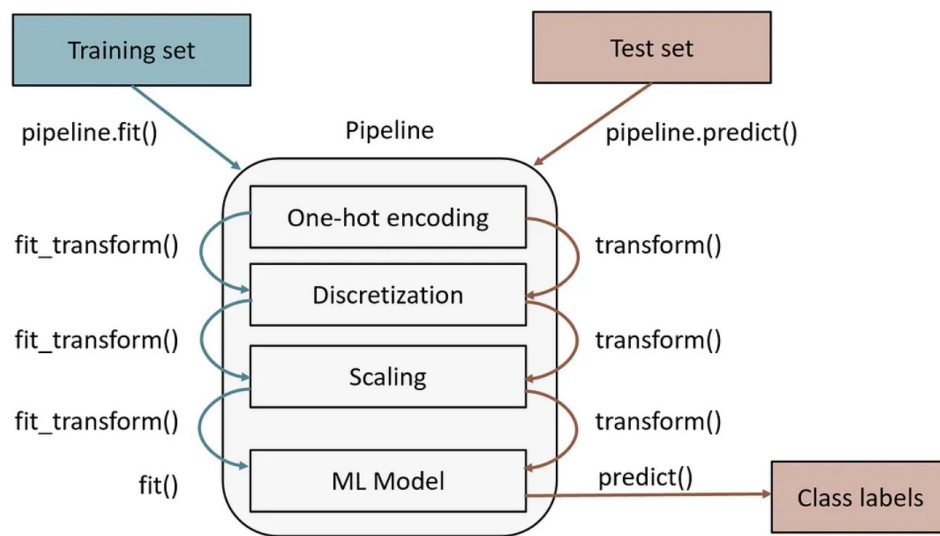 Training set
Test set
pipeline.fit()
Pipeline
pipeline.predict()
One-hot encoding
fit_transform()
transform()
Discretization
fit_transform()
transform()
Scaling
fit_transform()
transform()
fit()
ML Model
predict()
Class labels